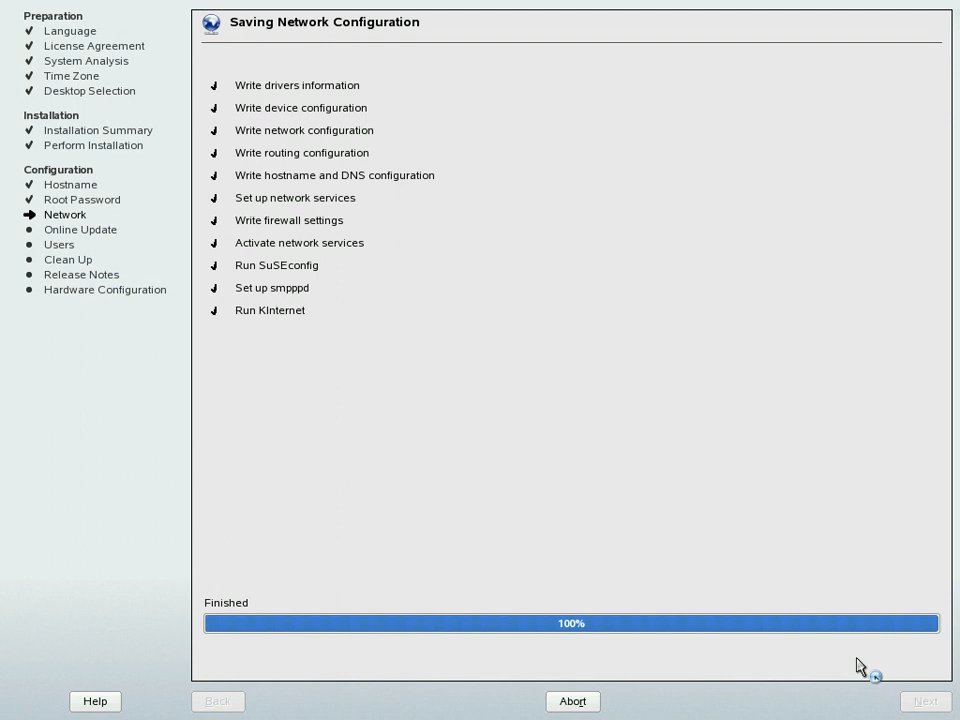 Preparation
Language
License Agreement
System Analysis
Time Zone
Desktop Selection
Installation
Installation Summary
Perform Installation
Configuration
Hostname
Root Password
Network
Online Update
Users
Clean Up
Release Notes
Hardware Configuration
Saving Network Configuration
Write drivers information
Write device configuration
Write network configuration
Write routing configuration
Write hostname and DNS configuration
Set up network services
Write firewall settings
Activate network services
Run SuSEconfig
Set up smpppd
Run KInternet
Finished
100%
Help
Back
Abort
Next